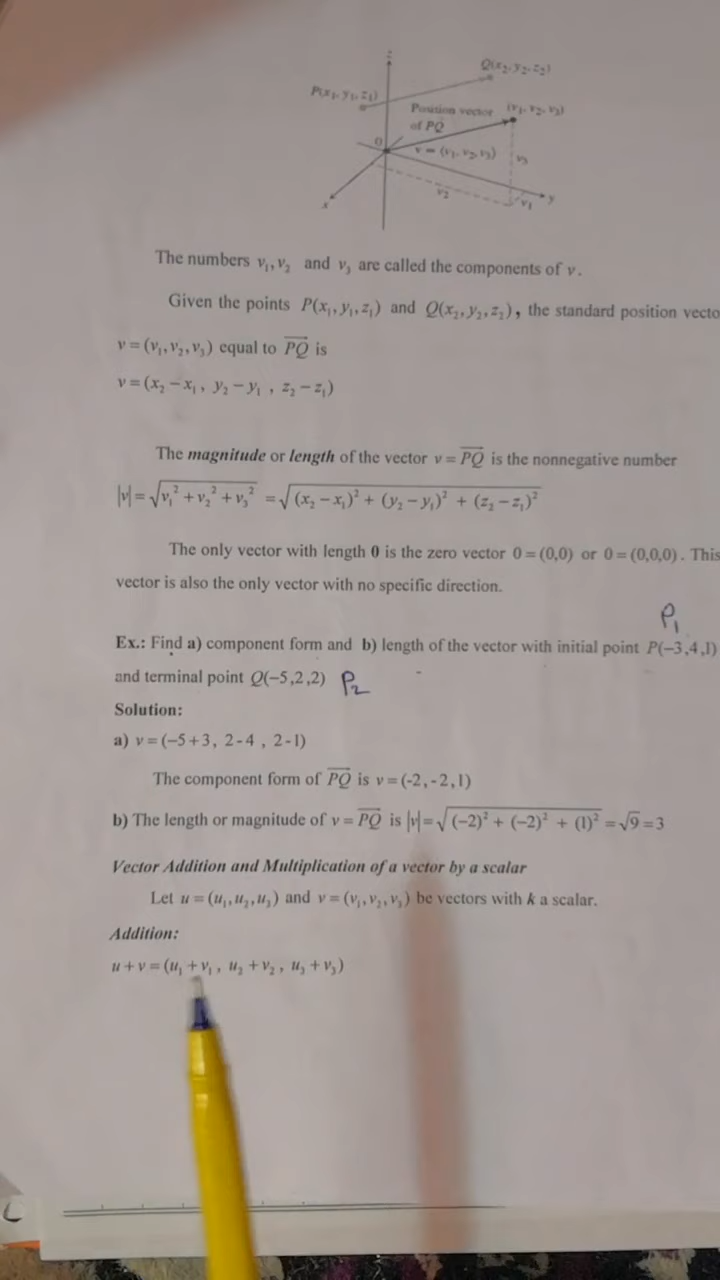 z
Q(x₂, y₂, z₂)
P(x₁, y₁, z₁)
Position vector
of PQ
(v₁, v₂, v₃)
0
v = (v₁, v₂, v₃)
v₃
x
v₂
v₁
y
The numbers v₁, v₂ and v₃ are called the components of v.
Given the points P(x₁, y₁, z₁) and Q(x₂, y₂, z₂), the standard position vecto
v = (v₁, v₂, v₃) equal to \overrightarrow{PQ} is
v = (x₂ − x₁ , y₂ − y₁ , z₂ − z₁)
The magnitude or length of the vector v = \overrightarrow{PQ} is the nonnegative number
|v| = √(v₁² + v₂² + v₃²) = √((x₂ − x₁)² + (y₂ − y₁)² + (z₂ − z₁)²)
The only vector with length 0 is the zero vector 0 = (0,0) or 0 = (0,0,0). This
vector is also the only vector with no specific direction.
P₁
Ex.: Find a) component form and b) length of the vector with initial point P(−3,4,1)
and terminal point Q(−5,2,2) P₂
Solution:
a) v = (−5+3, 2-4 , 2-1)
The component form of \overrightarrow{PQ} is v = (-2,-2,1)
b) The length or magnitude of v = \overrightarrow{PQ} is |v| = √((−2)² + (−2)² + (1)²) = √9 = 3
Vector Addition and Multiplication of a vector by a scalar
Let u = (u₁, u₂, u₃) and v = (v₁, v₂, v₃) be vectors with k a scalar.
Addition:
u + v = (u₁ + v₁ , u₂ + v₂ , u₃ + v₃)